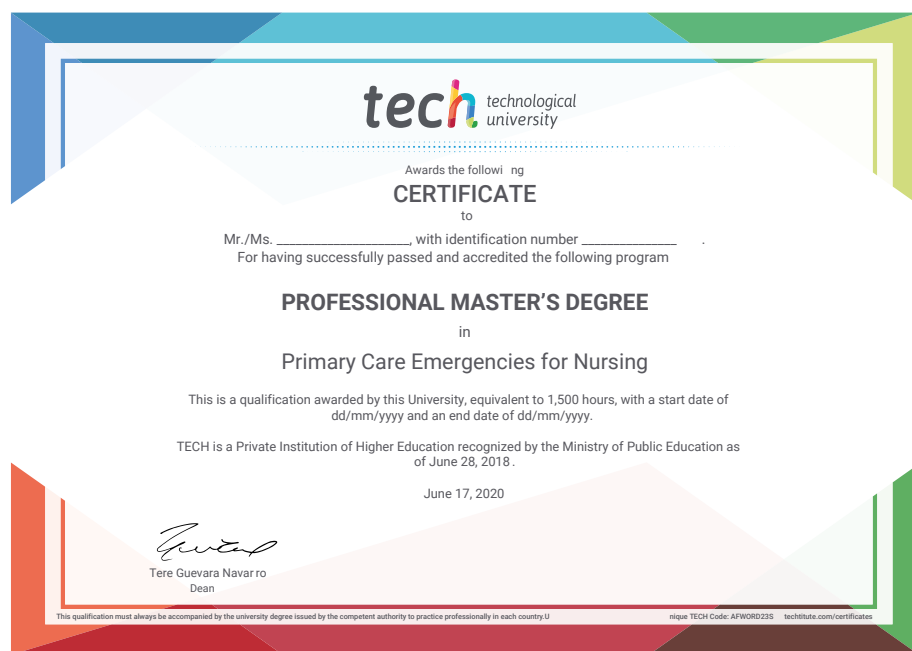 tech technological
university
Awards the followi ng
CERTIFICATE
to
Mr./Ms. ____________________, with identification number ______________ .
For having successfully passed and accredited the following program
PROFESSIONAL MASTER'S DEGREE
in
Primary Care Emergencies for Nursing
This is a qualification awarded by this University, equivalent to 1,500 hours, with a start date of
dd/mm/yyyy and an end date of dd/mm/yyyy.
TECH is a Private Institution of Higher Education recognized by the Ministry of Public Education as
of June 28, 2018 .
June 17, 2020
Tere Guevara Navar ro
Dean
This qualification must always be accompanied by the university degree issued by the competent authority to practice professionally in each country.U nique TECH Code: AFWORD23S techtitute.com/certificates